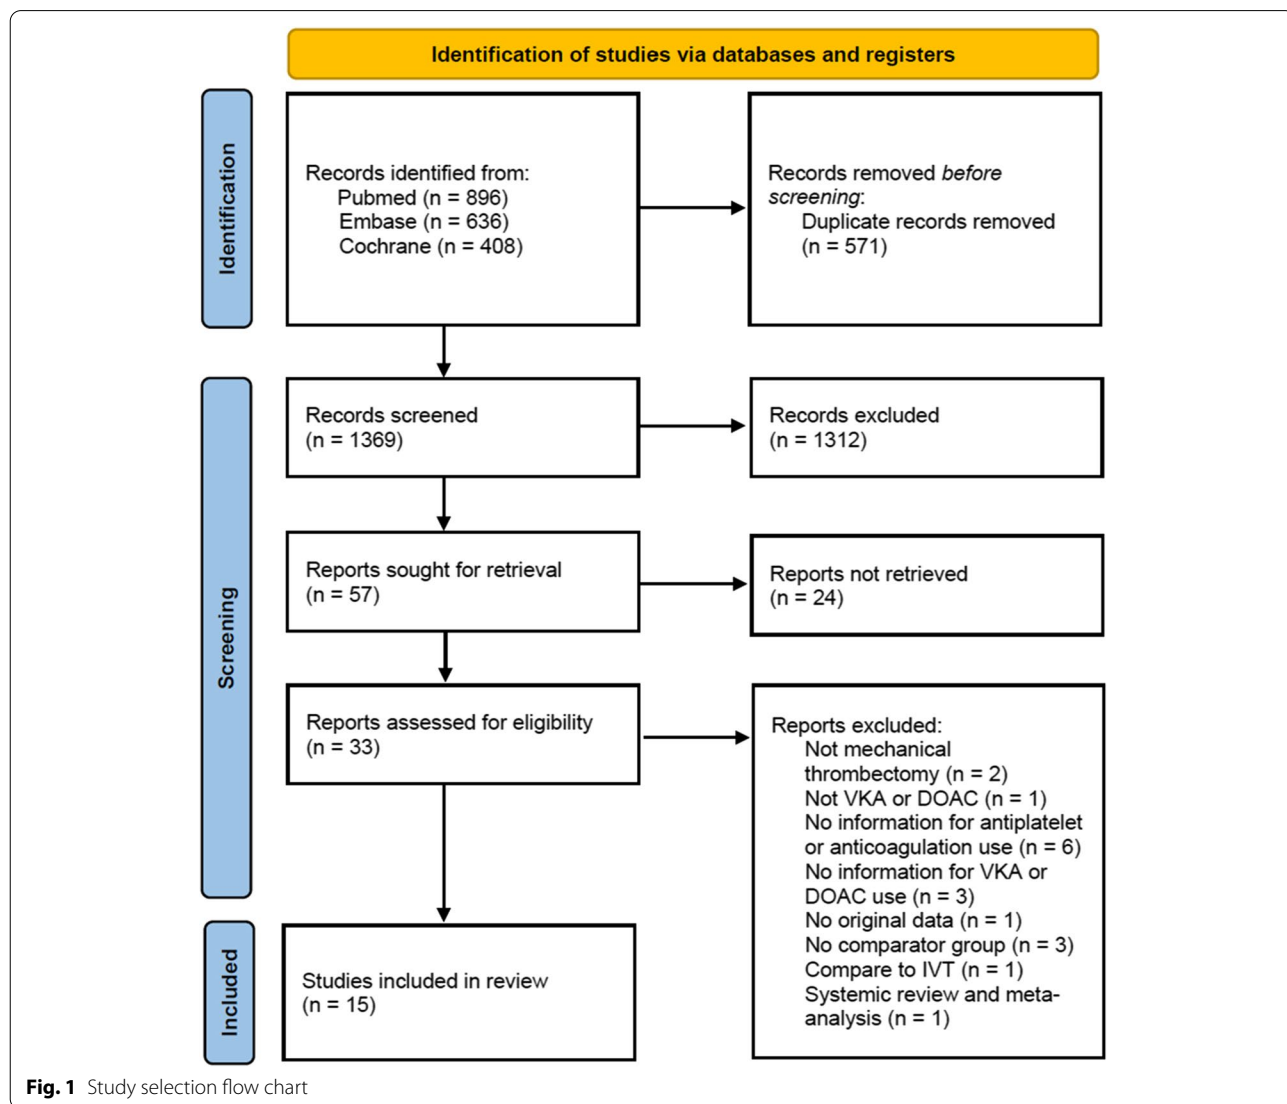 Identification of studies via databases and registers
Identification
Records identified from:
Pubmed (n = 896)
Embase (n = 636)
Cochrane (n = 408)
Records removed before
screening:
Duplicate records removed
(n = 571)
Screening
Records screened
(n = 1369)
Records excluded
(n = 1312)
Reports sought for retrieval
(n = 57)
Reports not retrieved
(n = 24)
Reports assessed for eligibility
(n = 33)
Reports excluded:
Not mechanical
thrombectomy (n = 2)
Not VKA or DOAC (n = 1)
No information for antiplatelet
or anticoagulation use (n = 6)
No information for VKA or
DOAC use (n = 3)
No original data (n = 1)
No comparator group (n = 3)
Compare to IVT (n = 1)
Systemic review and meta-
analysis (n = 1)
Included
Studies included in review
(n = 15)
Fig. 1 Study selection flow chart